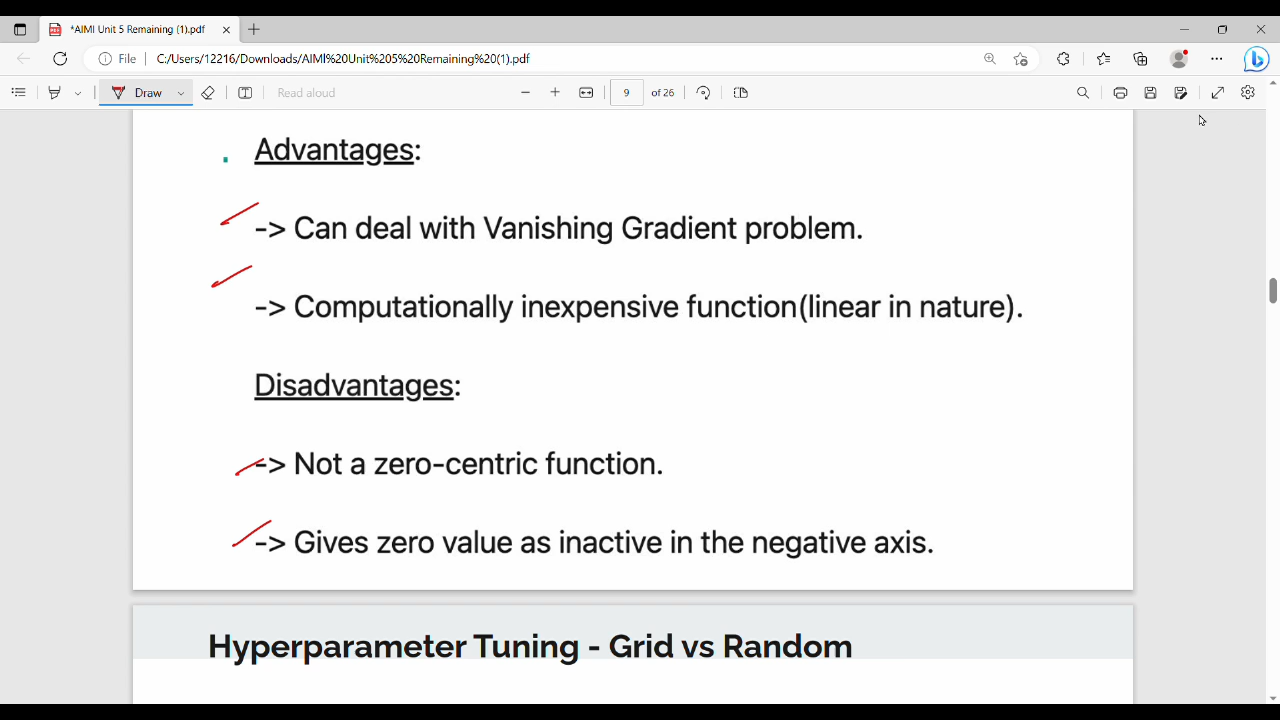 *AIMI Unit 5 Remaining (1).pdf
File
C:/Users/12216/Downloads/AIMI%20Unit%205%20Remaining%20(1).pdf
Draw
Read aloud
9 of 26
Advantages:
-> Can deal with Vanishing Gradient problem.
-> Computationally inexpensive function(linear in nature).
Disadvantages:
-> Not a zero-centric function.
-> Gives zero value as inactive in the negative axis.
Hyperparameter Tuning - Grid vs Random